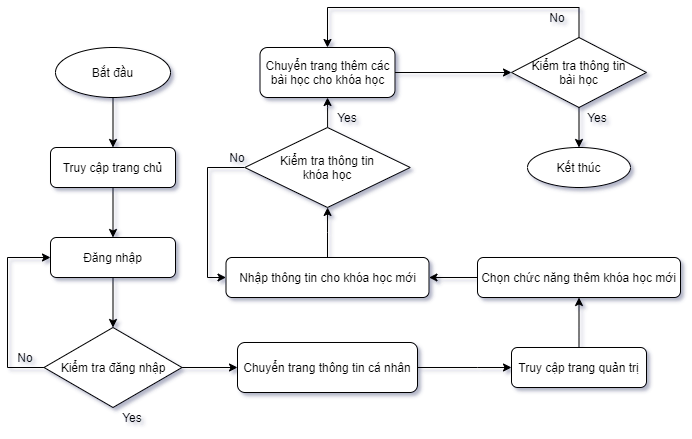 Bắt đầu
Truy cập trang chủ
Đăng nhập
No
Kiểm tra đăng nhập
Yes
Chuyển trang thông tin cá nhân
Truy cập trang quản trị
Chọn chức năng thêm khóa học mới
Nhập thông tin cho khóa học mới
No
Kiểm tra thông tin
khóa học
Yes
Chuyển trang thêm các
bài học cho khóa học
No
Kiểm tra thông tin
bài học
Yes
Kết thúc